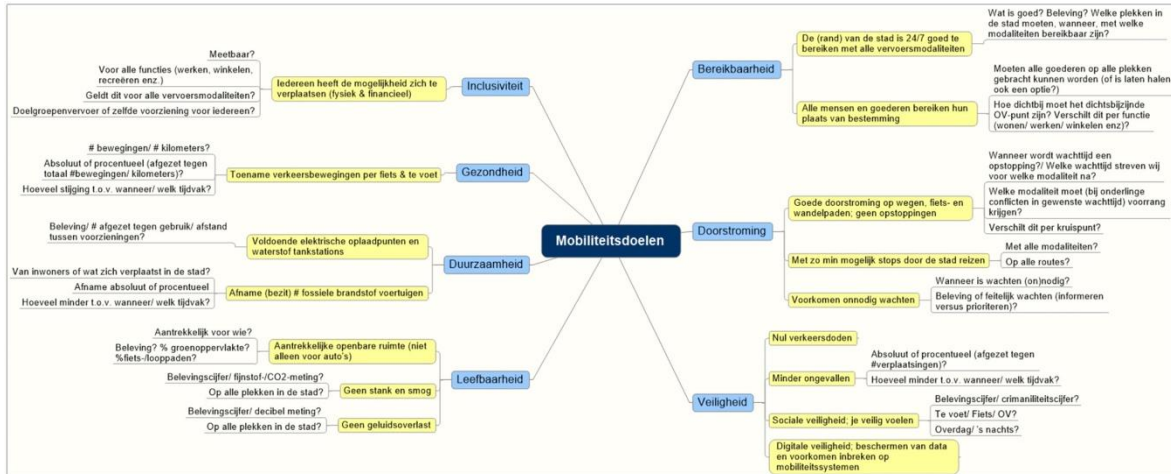 Mobiliteitsdoelen
Inclusiviteit
Iedereen heeft de mogelijkheid zich te
verplaatsen (fysiek & financieel)
Meetbaar?
Voor alle functies (werken, winkelen,
recreëren enz.)
Geldt dit voor alle vervoersmodaliteiten?
Doelgroepenvervoer of zelfde voorziening voor iedereen?
Gezondheid
Toename verkeersbewegingen per fiets & te voet
# bewegingen/ # kilometers?
Absoluut of procentueel (afgezet tegen
totaal #bewegingen/ kilometers)?
Hoeveel stijging t.o.v. wanneer/ welk tijdvak?
Duurzaamheid
Voldoende elektrische oplaadpunten en
waterstof tankstations
Beleving/ # afgezet tegen gebruik/ afstand
tussen voorzieningen?
Afname (bezit) # fossiele brandstof voertuigen
Van inwoners of wat zich verplaatst in de stad?
Afname absoluut of procentueel
Hoeveel minder t.o.v. wanneer/ welk tijdvak?
Leefbaarheid
Aantrekkelijke openbare ruimte (niet
alleen voor auto's)
Aantrekkelijk voor wie?
Beleving? % groenoppervlakte?
%fiets-/looppaden?
Geen stank en smog
Belevingscijfer/ fijnstof-/CO2-meting?
Op alle plekken in de stad?
Geen geluidsoverlast
Belevingscijfer/ decibel meting?
Op alle plekken in de stad?
Bereikbaarheid
De (rand) van de stad is 24/7 goed te
bereiken met alle vervoersmodaliteiten
Wat is goed? Beleving? Welke plekken in
de stad moeten, wanneer, met welke
modaliteiten bereikbaar zijn?
Alle mensen en goederen bereiken hun
plaats van bestemming
Moeten alle goederen op alle plekken
gebracht kunnen worden (of is laten halen
ook een optie?)
Hoe dichtbij moet het dichtsbijzijnde
OV-punt zijn? Verschilt dit per functie
(wonen/ werken/ winkelen enz)?
Doorstroming
Goede doorstroming op wegen, fiets- en
wandelpaden; geen opstoppingen
Wanneer wordt wachttijd een
opstopping?/ Welke wachttijd streven wij
voor welke modaliteit na?
Welke modaliteit moet (bij onderlinge
conflicten in gewenste wachttijd) voorrang
krijgen?
Verschilt dit per kruispunt?
Met zo min mogelijk stops door de stad reizen
Met alle modaliteiten?
Op alle routes?
Voorkomen onnodig wachten
Wanneer is wachten (on)nodig?
Beleving of feitelijk wachten (informeren
versus prioriteren)?
Veiligheid
Nul verkeersdoden
Minder ongevallen
Absoluut of procentueel (afgezet tegen
#verplaatsingen)?
Hoeveel minder t.o.v. wanneer/ welk tijdvak?
Sociale veiligheid; je veilig voelen
Belevingscijfer/ crimaniliteitscijfer?
Te voet/ Fiets/ OV?
Overdag/ 's nachts?
Digitale veiligheid; beschermen van data
en voorkomen inbreken op
mobiliteitssystemen